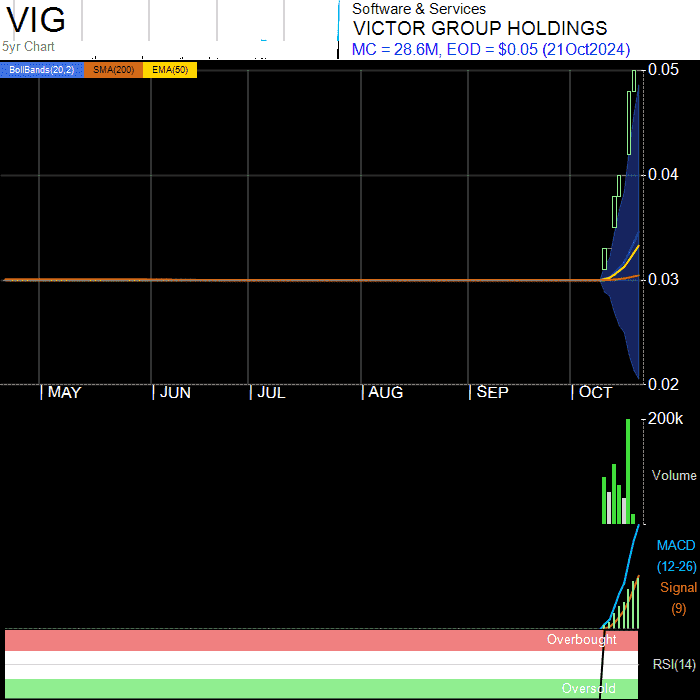 VIG
5yr Chart
Software & Services
VICTOR GROUP HOLDINGS
MC = 28.6M, EOD = $0.05 (21Oct2024)
BollBands(20,2) SMA(200) EMA(50)
0.05
0.04
0.03
0.02
MAY JUN JUL AUG SEP OCT
200k
Volume
MACD
(12-26)
Signal
(9)
Overbought
RSI(14)
Oversold